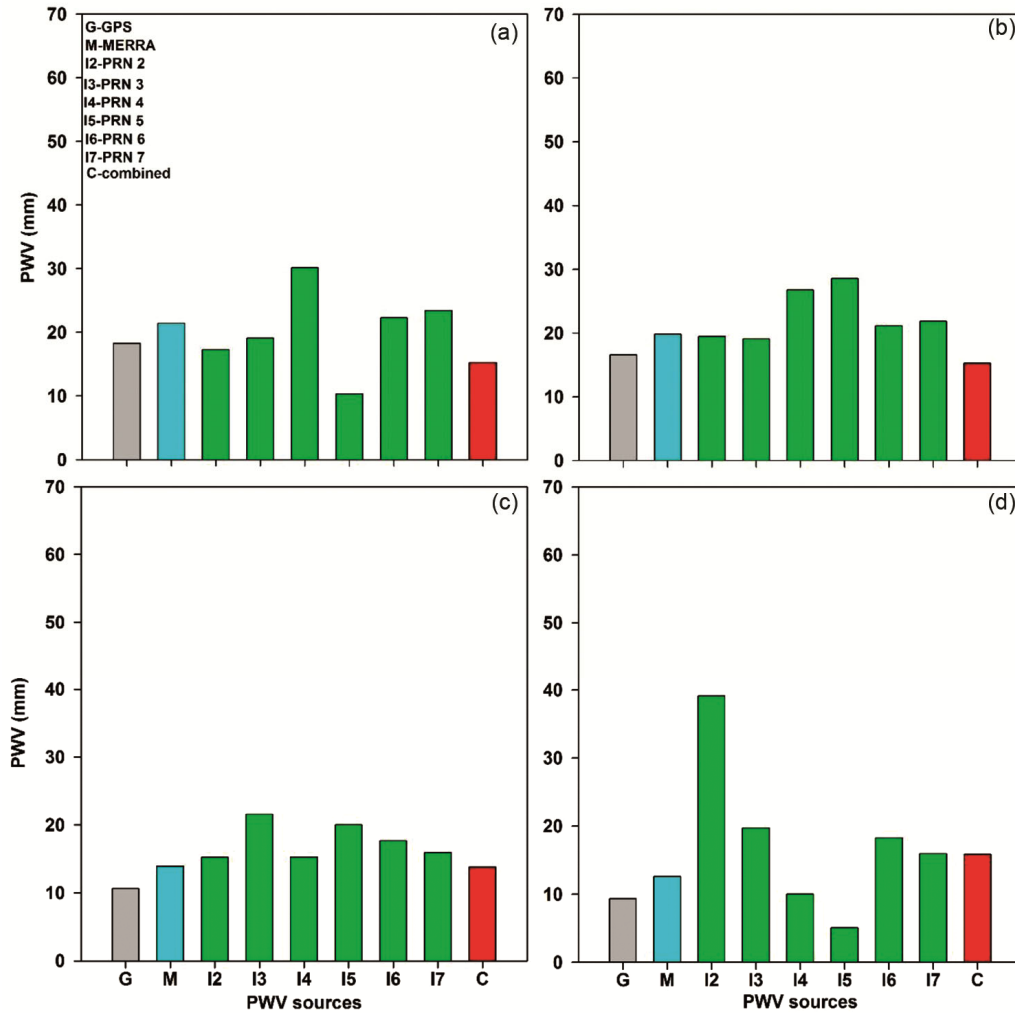 70
60
50
40
30
20
10
0
PWV (mm)
G-GPS
M-MERRA
I2-PRN 2
I3-PRN 3
I4-PRN 4
I5-PRN 5
I6-PRN 6
I7-PRN 7
C-combined
(a)
70
60
50
40
30
20
10
0
(b)
70
60
50
40
30
20
10
0
PWV (mm)
(c)
G M I2 I3 I4 I5 I6 I7 C
PWV sources
70
60
50
40
30
20
10
0
(d)
G M I2 I3 I4 I5 I6 I7 C
PWV sources